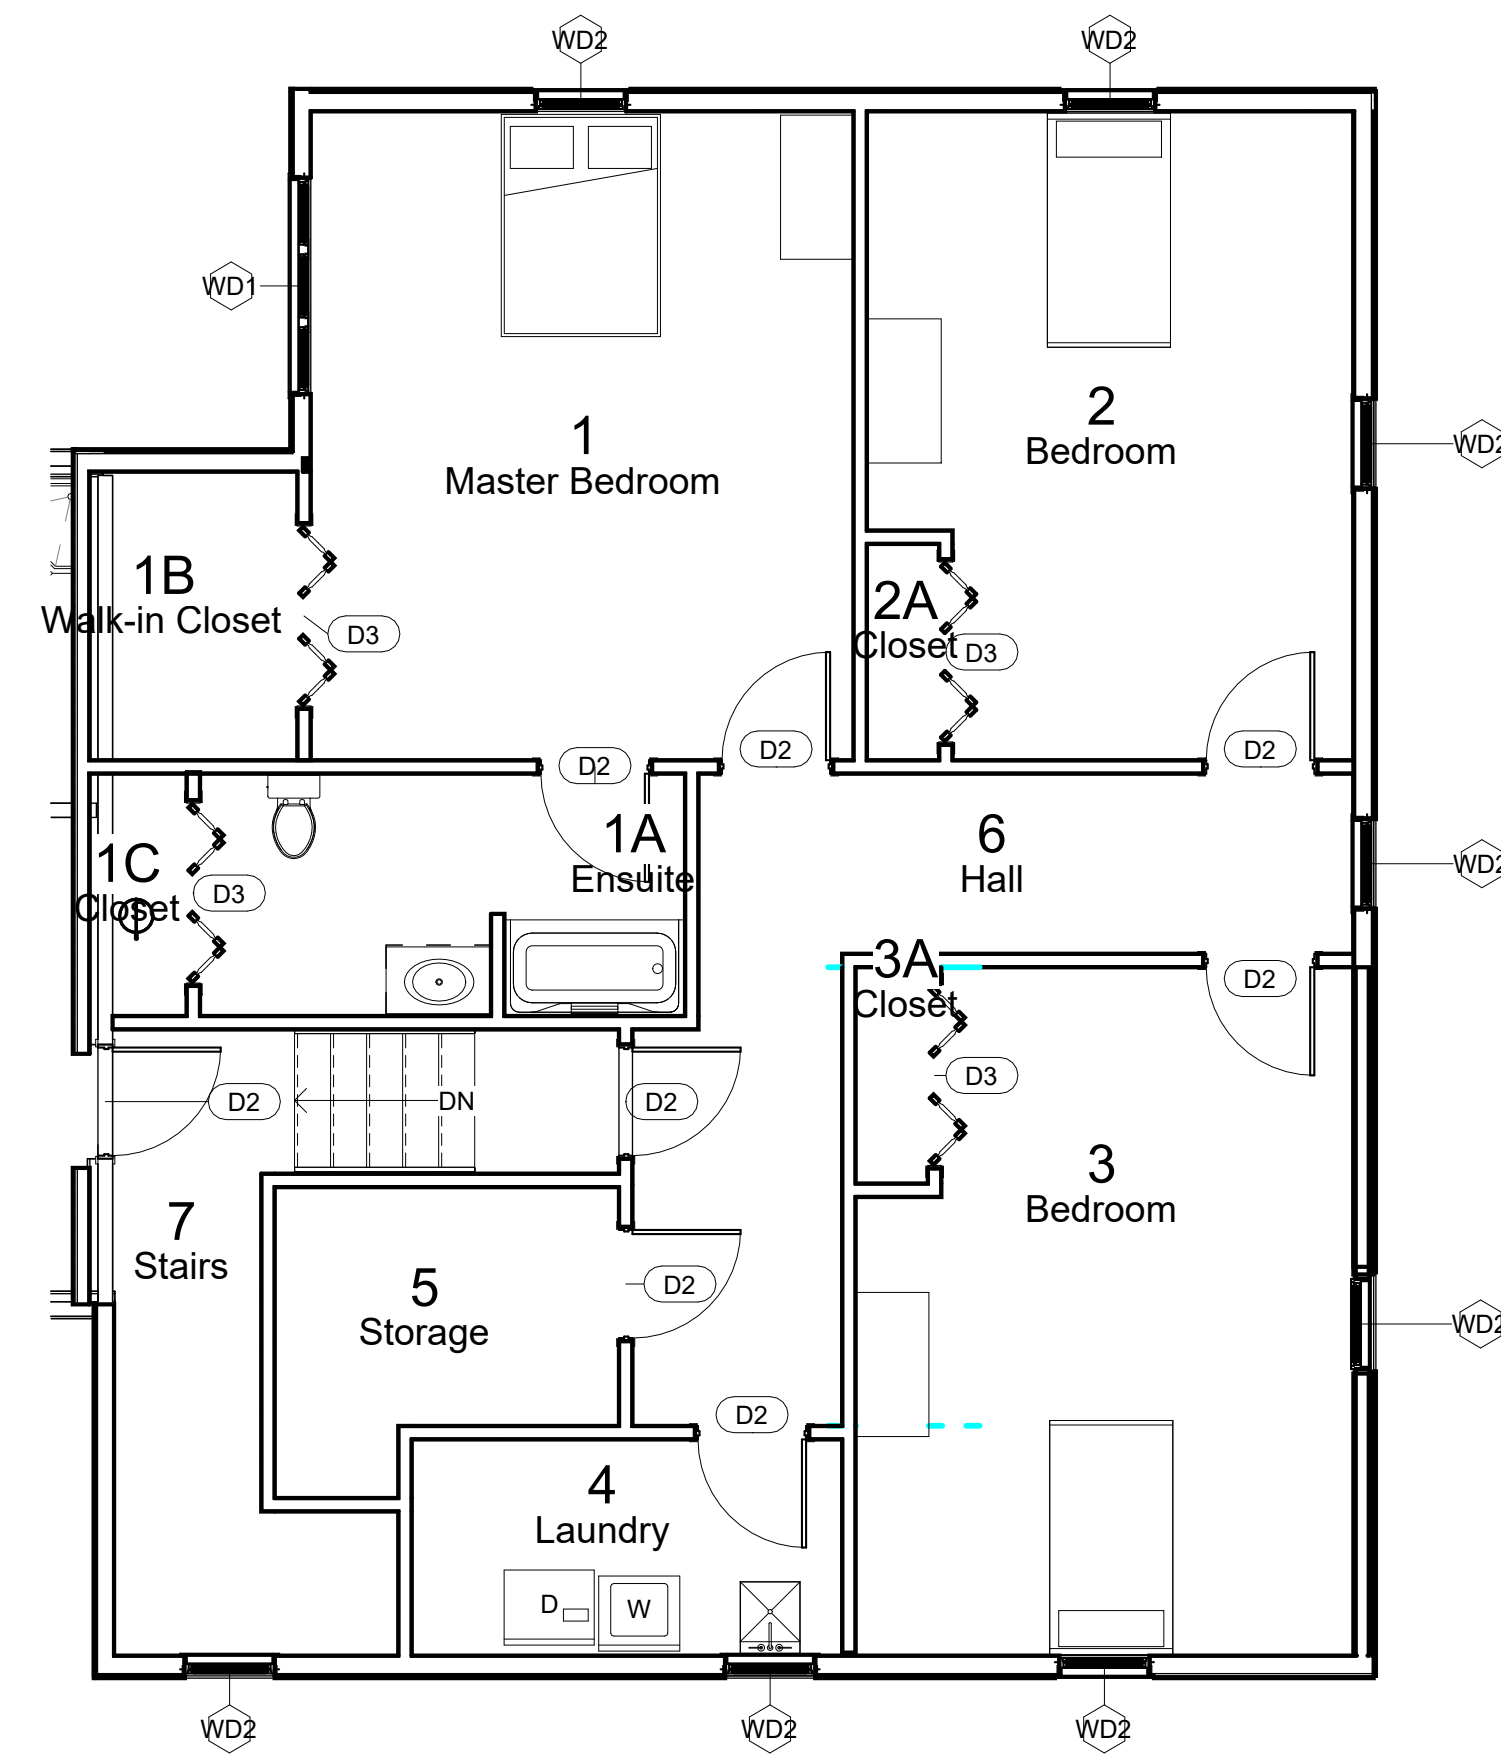 WD2
WD2
WD1
2
Bedroom
WD2
1
Master Bedroom
1B
Walk-in Closet
D3
2A
Closet
D3
D2
D2
D2
1A
Ensuite
6
Hall
WD2
1C
Closet
D3
3A
Closet
D2
D3
D2
DN
D2
3
Bedroom
7
Stairs
5
Storage
D2
WD2
D2
4
Laundry
D
W
WD2
WD2
WD2